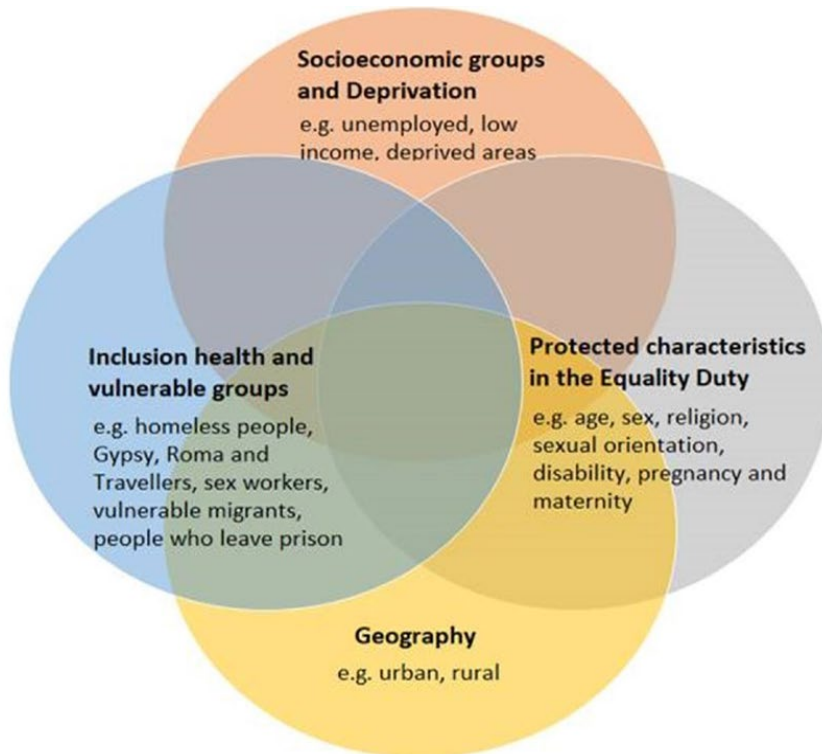 Socioeconomic groups
and Deprivation
e.g. unemployed, low
income, deprived areas
Inclusion health and
vulnerable groups
e.g. homeless people,
Gypsy, Roma and
Travellers, sex workers,
vulnerable migrants,
people who leave prison
Protected characteristics
in the Equality Duty
e.g. age, sex, religion,
sexual orientation,
disability, pregnancy and
maternity
Geography
e.g. urban, rural